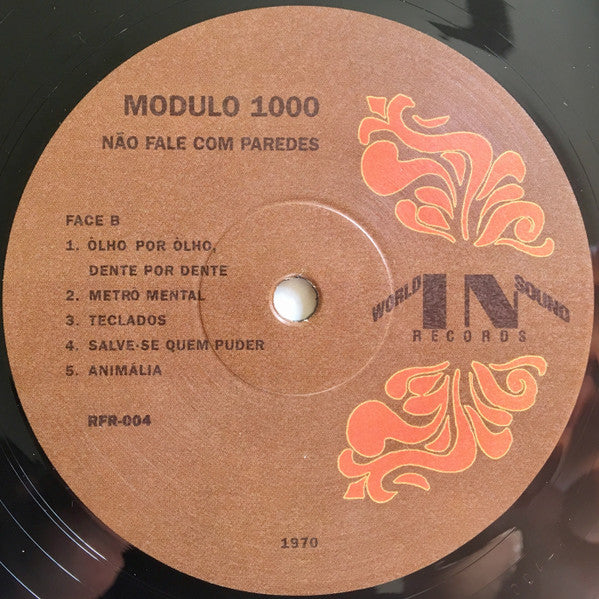 MODULO 1000
NÃO FALE COM PAREDES
FACE B
1. ÒLHO POR ÒLHO,
DENTE POR DENTE
2. METRÔ MENTAL
3. TECLADOS
4. SALVE-SE QUEM PUDER
5. ANIMÁLIA
RFR-004
WORLD IN SOUND
RECORDS
1970